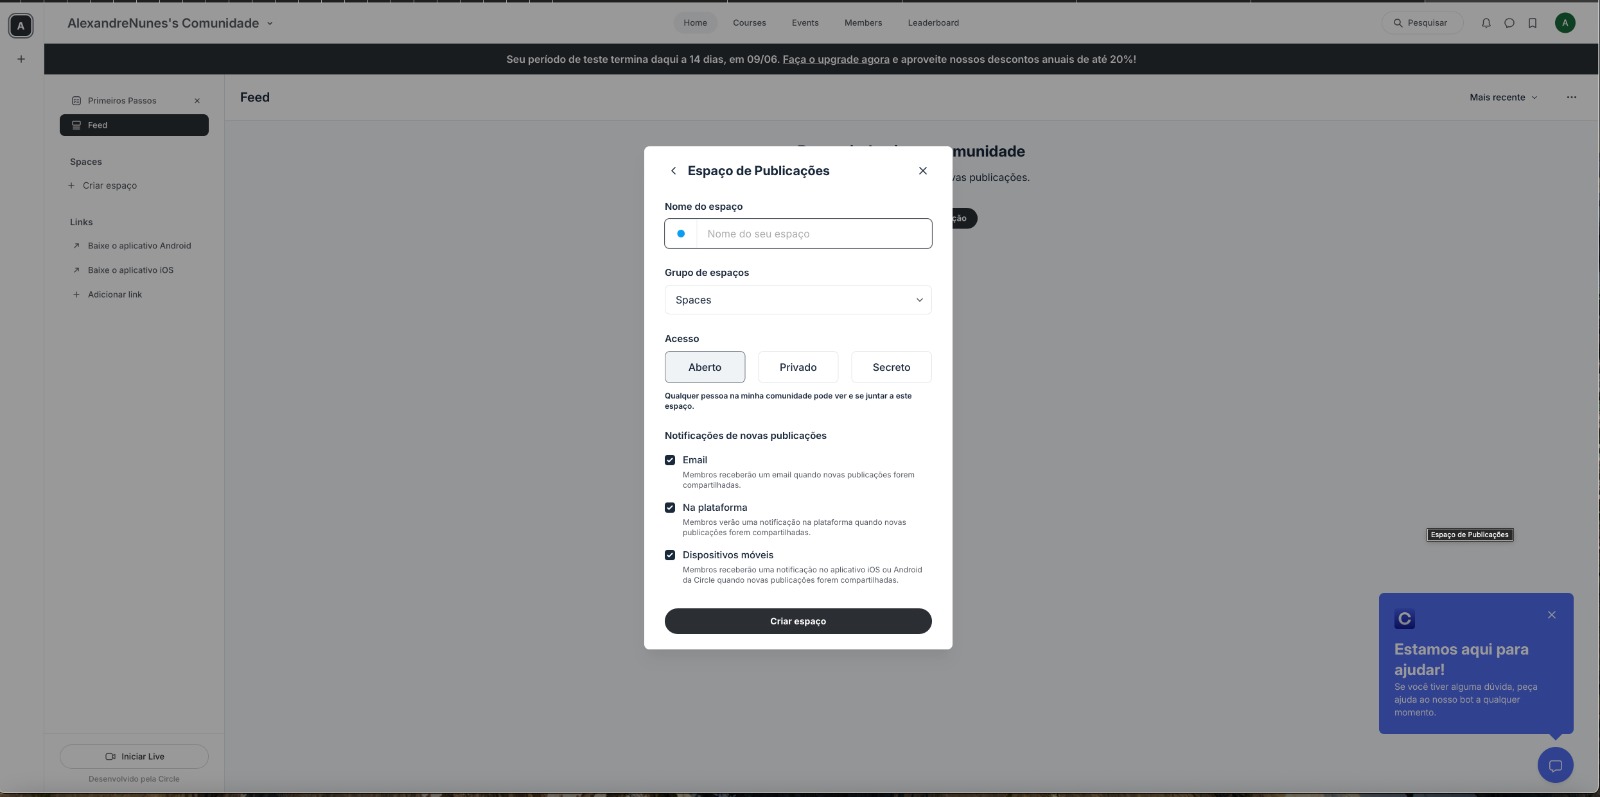 A
AlexandreNunes's Comunidade
Home
Courses
Events
Members
Leaderboard
Pesquisar
A
Seu período de teste termina daqui a 14 dias, em 09/06. Faça o upgrade agora e aproveite nossos descontos anuais de até 20%!
Primeiros Passos
Feed
Spaces
Criar espaço
Links
Baixe o aplicativo Android
Baixe o aplicativo iOS
Adicionar link
Iniciar Live
Desenvolvido pela Circle
Feed
Mais recente
publicações.
Espaço de Publicações
Nome do espaço
Nome do seu espaço
Grupo de espaços
Spaces
Acesso
Aberto
Privado
Secreto
Qualquer pessoa na minha comunidade pode ver e se juntar a este
espaço.
Notificações de novas publicações
Email
Membros receberão um email quando novas publicações forem
compartilhadas.
Na plataforma
Membros verão uma notificação na plataforma quando novas
publicações forem compartilhadas.
Dispositivos móveis
Membros receberão uma notificação no aplicativo iOS ou Android
da Circle quando novas publicações forem compartilhadas.
Criar espaço
Espaço de Publicações
C
Estamos aqui para
ajudar!
Se você tiver alguma dúvida, peça
ajuda ao nosso bot a qualquer
momento.